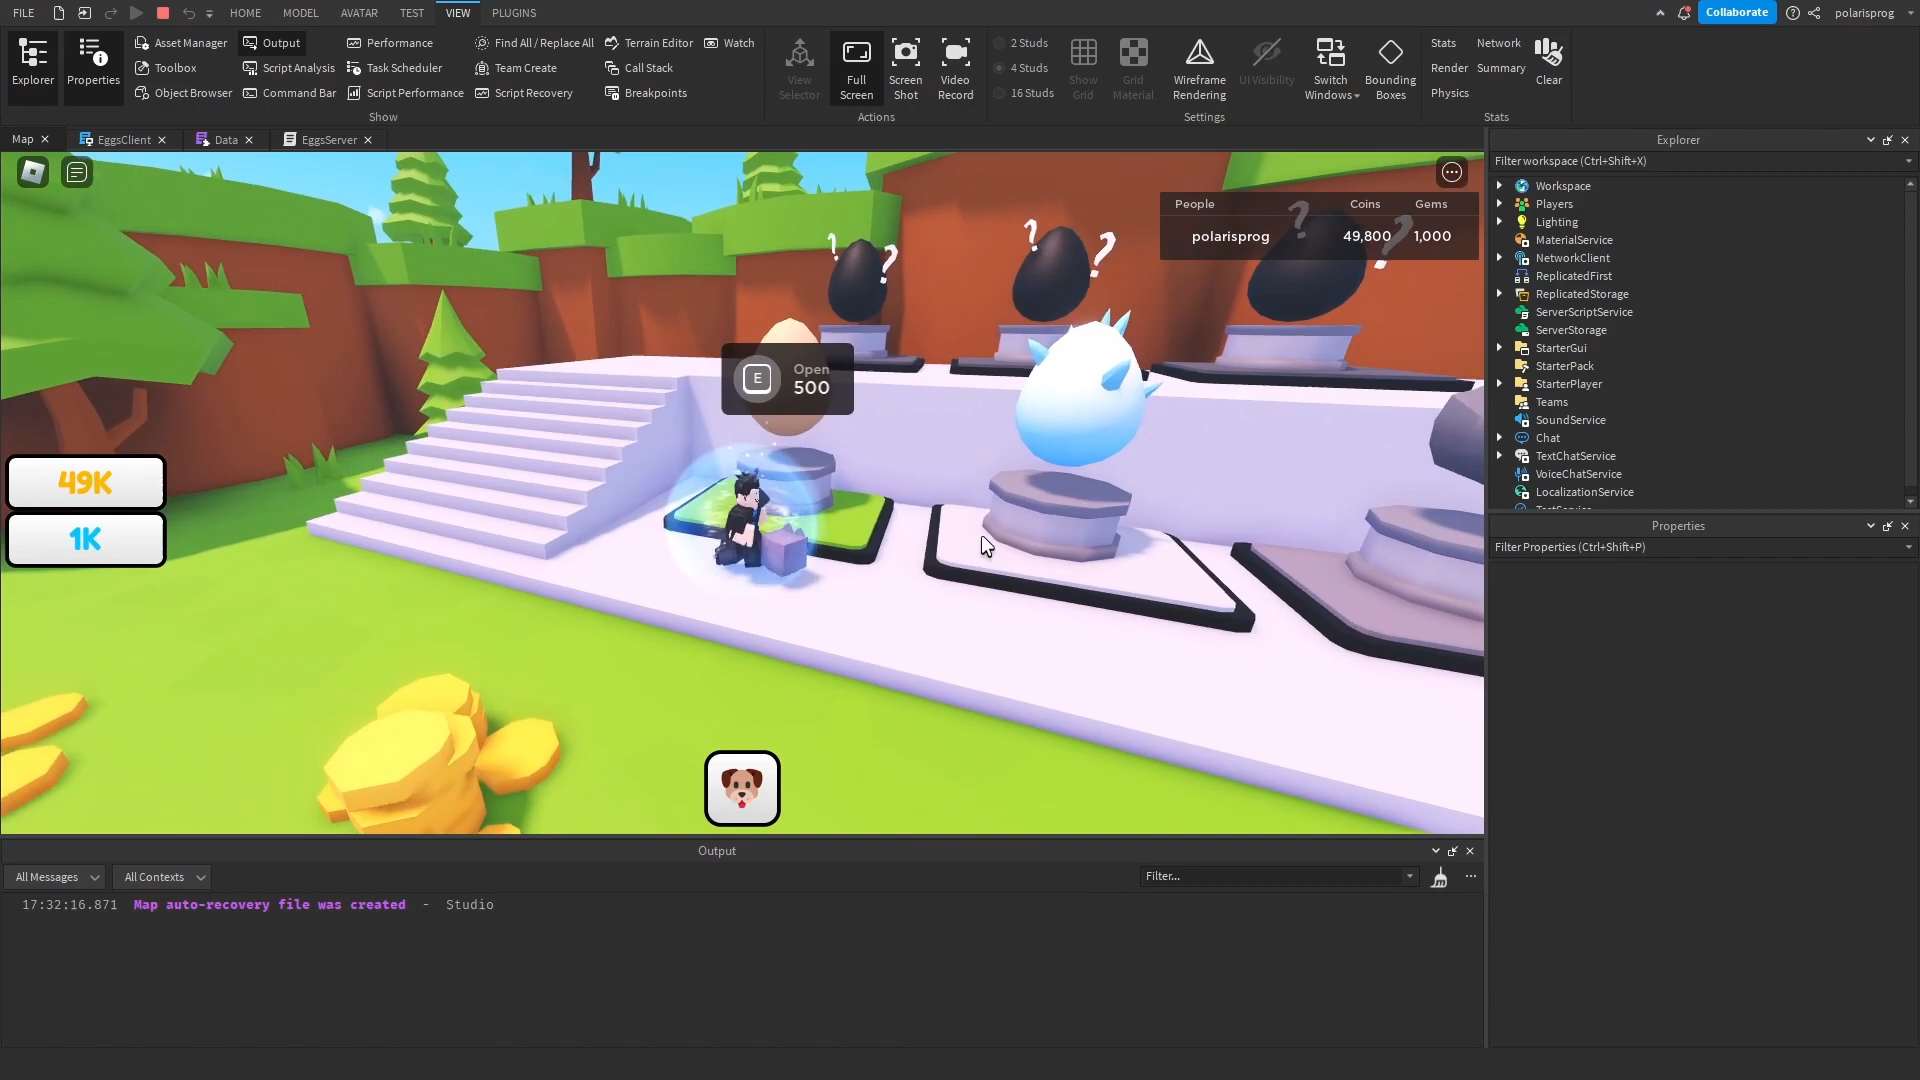 FILE HOME MODEL AVATAR TEST VIEW PLUGINS Collaborate polarisprog
Explorer
Properties
Asset Manager
Toolbox
Object Browser
Output
Script Analysis
Command Bar
Performance
Task Scheduler
Script Performance
Find All / Replace All
Team Create
Script Recovery
Terrain Editor
Call Stack
Breakpoints
Watch
Show
View
Selector
Full
Screen
Screen
Shot
Video
Record
Actions
2 Studs
4 Studs
16 Studs
Show
Grid
Grid
Material
Wireframe
Rendering
UI Visibility
Switch
Windows
Bounding
Boxes
Settings
Stats
Render
Physics
Network
Summary
Clear
Stats
Map
EggsClient
Data
EggsServer
People Coins Gems
polarisprog 49,800 1,000
? ?
? ?
? ?
E
Open
500
49K
1K
Explorer
Filter workspace (Ctrl+Shift+X)
Workspace
Players
Lighting
MaterialService
NetworkClient
ReplicatedFirst
ReplicatedStorage
ServerScriptService
ServerStorage
StarterGui
StarterPack
StarterPlayer
Teams
SoundService
Chat
TextChatService
VoiceChatService
LocalizationService
Properties
Filter Properties (Ctrl+Shift+P)
Output
All Messages
All Contexts
Filter...
17:32:16.871 Map auto-recovery file was created - Studio